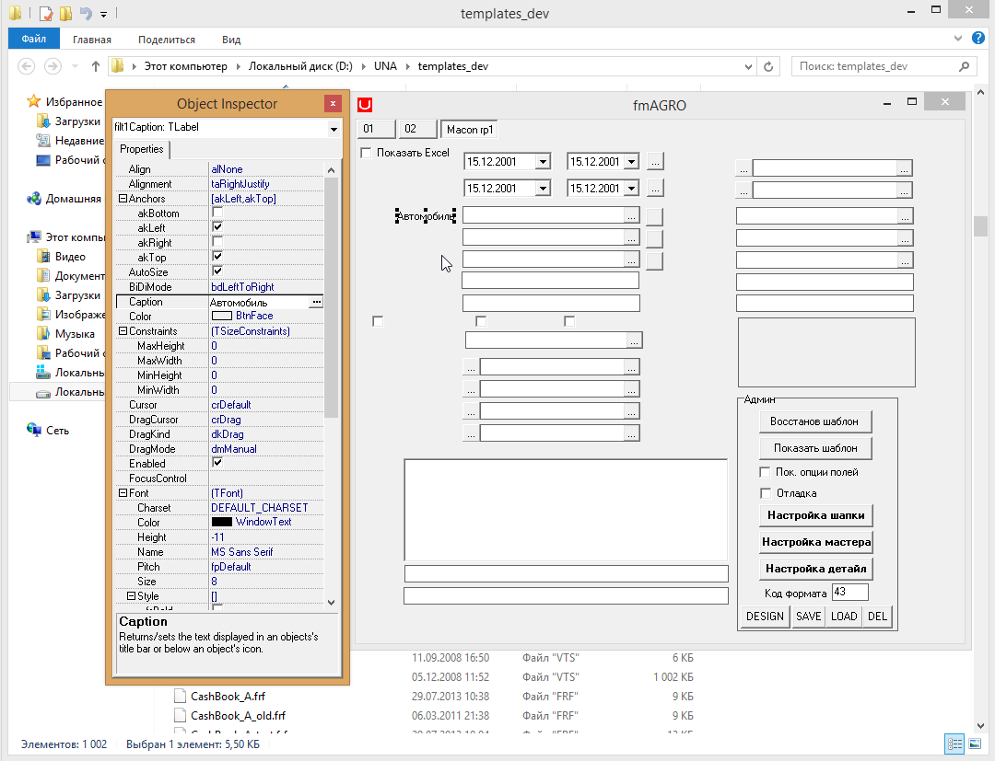 templates_dev
Файл
Главная
Поделиться
Вид
Этот компьютер
Локальный диск (D:)
UNA
templates_dev
Поиск: templates_dev
Избранное
Загрузки
Недавние
Рабочий
Домашняя
Этот компь
Видео
Документ
Загрузки
Изображе
Музыка
Рабочий
Локальнь
Локальнь
Сеть
Object Inspector
filt1Caption: TLabel
Properties
Align alNone
Alignment taRightJustify
Anchors [akLeft,akTop]
akBottom
akLeft
akRight
akTop
AutoSize
BiDiMode bdLeftToRight
Caption Автомобиль ...
Color BtnFace
Constraints (TSizeConstraints)
MaxHeight 0
MaxWidth 0
MinHeight 0
MinWidth 0
Cursor crDefault
DragCursor crDrag
DragKind dkDrag
DragMode dmManual
Enabled
FocusControl
Font (TFont)
Charset DEFAULT_CHARSET
Color WindowText
Height -11
Name MS Sans Serif
Pitch fpDefault
Size 8
Style []
Caption
Returns/sets the text displayed in an objects's
title bar or below an object's icon.
fmAGRO
01 02 Масон гр1
Показать Excel
15.12.2001 15.12.2001 ...
15.12.2001 15.12.2001 ...
Автомобиль
Админ
Восстанов шаблон
Показать шаблон
Пок. опции полей
Отладка
Настройка шапки
Настройка мастера
Настройка детайл
Код формата 43
DESIGN SAVE LOAD DEL
11.09.2008 16:50 Файл "VTS" 6 КБ
05.12.2008 11:52 Файл "VTS" 1 002 КБ
CashBook_A.frf 29.07.2013 10:38 Файл "FRF" 9 КБ
CashBook_A_old.frf 06.03.2011 21:38 Файл "FRF" 9 КБ
Элементов: 1 002 Выбран 1 элемент: 5,50 КБ